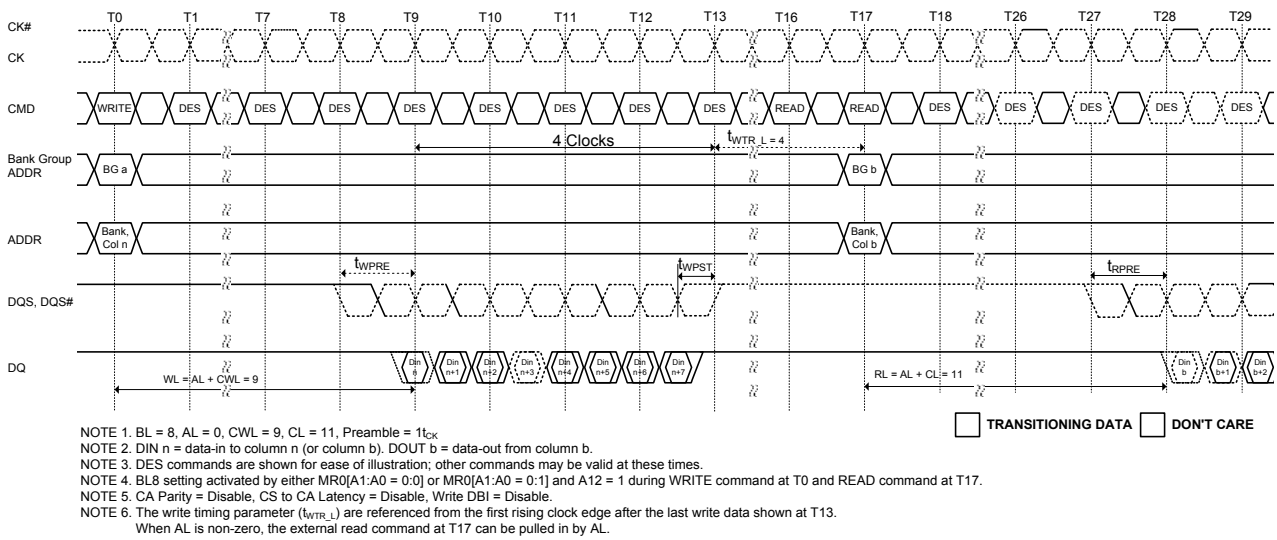 T0 T1 T7 T8 T9 T10 T11 T12 T13 T16 T17 T18 T26 T27 T28 T29
CK#
CK
CMD WRITE DES DES DES DES DES DES DES DES READ READ DES DES DES DES DES
4 Clocks tWTR_L = 4
Bank Group
ADDR
BG a BG b
ADDR
Bank,
Col n
Bank,
Col b
tWPRE tWPST tRPRE
DQS, DQS#
DQ
Din n Din n+1 Din n+2 Din n+3 Din n+4 Din n+5 Din n+6 Din n+7 Din b Din b+1 Din b+2
WL = AL + CWL = 9 RL = AL + CL = 11
TRANSITIONING DATA DON'T CARE
NOTE 1. BL = 8, AL = 0, CWL = 9, CL = 11, Preamble = 1tCK
NOTE 2. DIN n = data-in to column n (or column b). DOUT b = data-out from column b.
NOTE 3. DES commands are shown for ease of illustration; other commands may be valid at these times.
NOTE 4. BL8 setting activated by either MR0[A1:A0 = 0:0] or MR0[A1:A0 = 0:1] and A12 = 1 during WRITE command at T0 and READ command at T17.
NOTE 5. CA Parity = Disable, CS to CA Latency = Disable, Write DBI = Disable.
NOTE 6. The write timing parameter (tWTR_L) are referenced from the first rising clock edge after the last write data shown at T13.
When AL is non-zero, the external read command at T17 can be pulled in by AL.